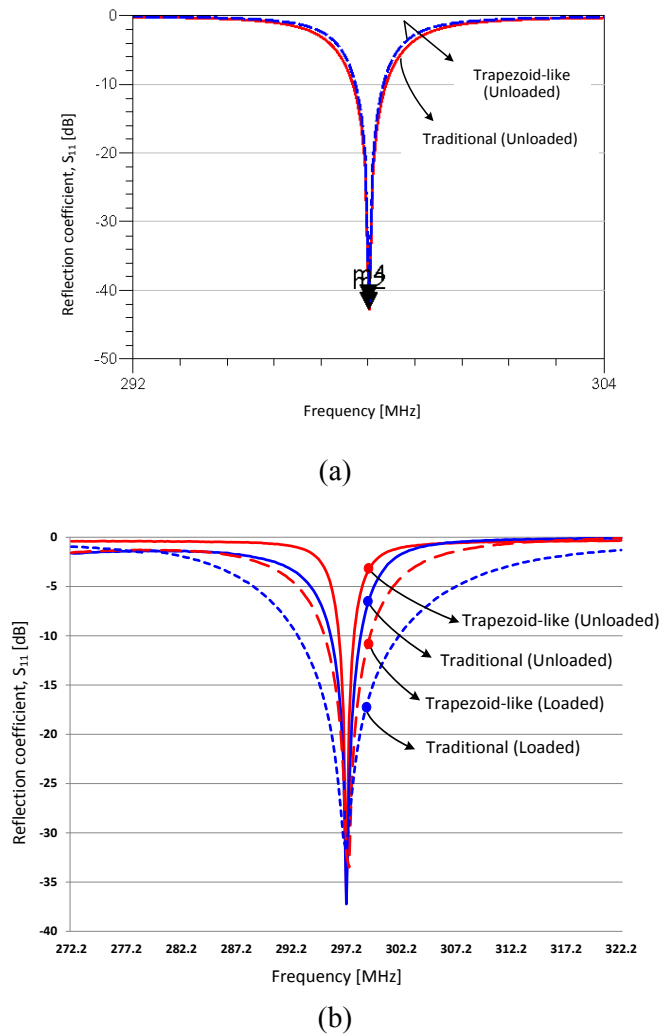 0
-10
-20
-30
-40
-50
Reflection coefficient, S11 [dB]
Trapezoid-like
(Unloaded)
Traditional (Unloaded)
292
304
Frequency [MHz]
(a)
0
-5
-10
-15
-20
-25
-30
-35
-40
Reflection coefficient, S11 [dB]
Trapezoid-like (Unloaded)
Traditional (Unloaded)
Trapezoid-like (Loaded)
Traditional (Loaded)
272.2 277.2 282.2 287.2 292.2 297.2 302.2 307.2 312.2 317.2 322.2
Frequency [MHz]
(b)